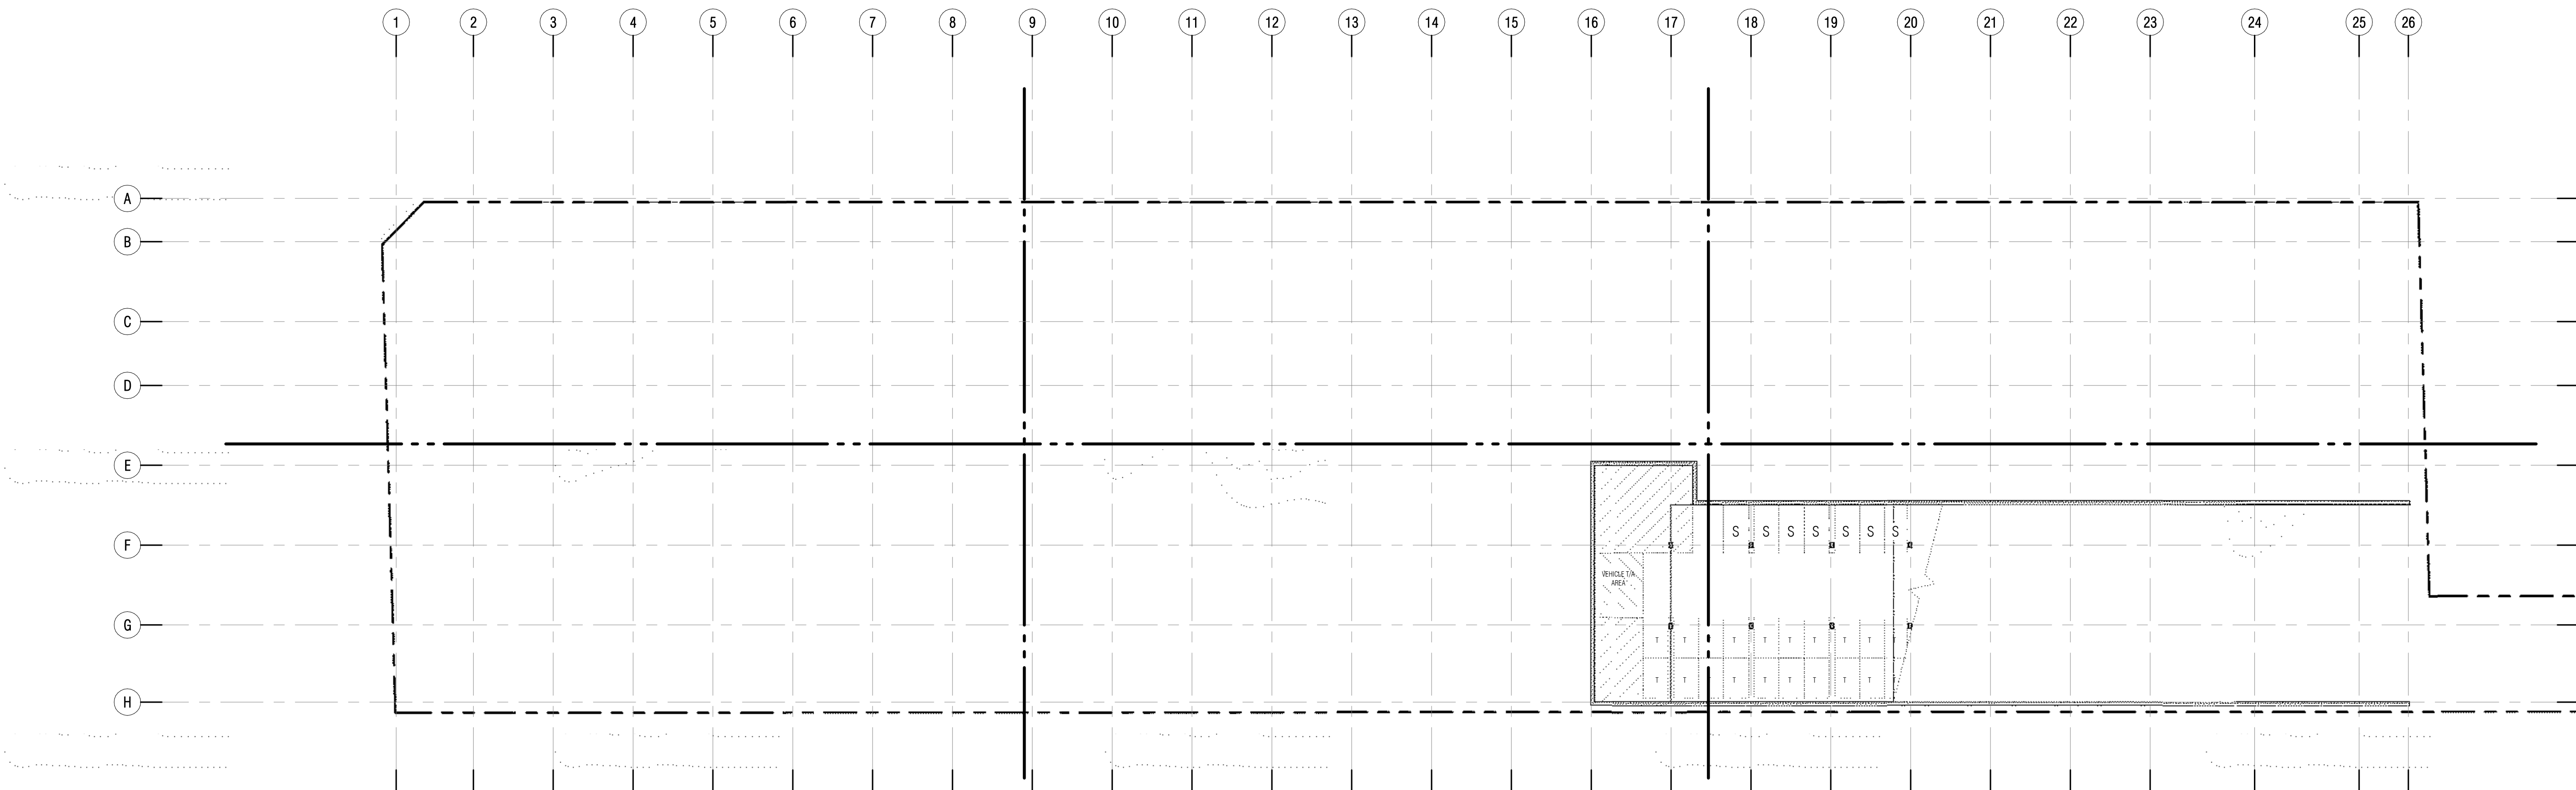 1 2 3 4 5 6 7 8 9 10 11 12 13 14 15 16 17 18 19 20 21 22 23 24 25 26
A
B
C
D
E
F
S S S S S S S
VEHICLE T/A
AREA
G
T T T T T T T T T
T T T T T T T T
H